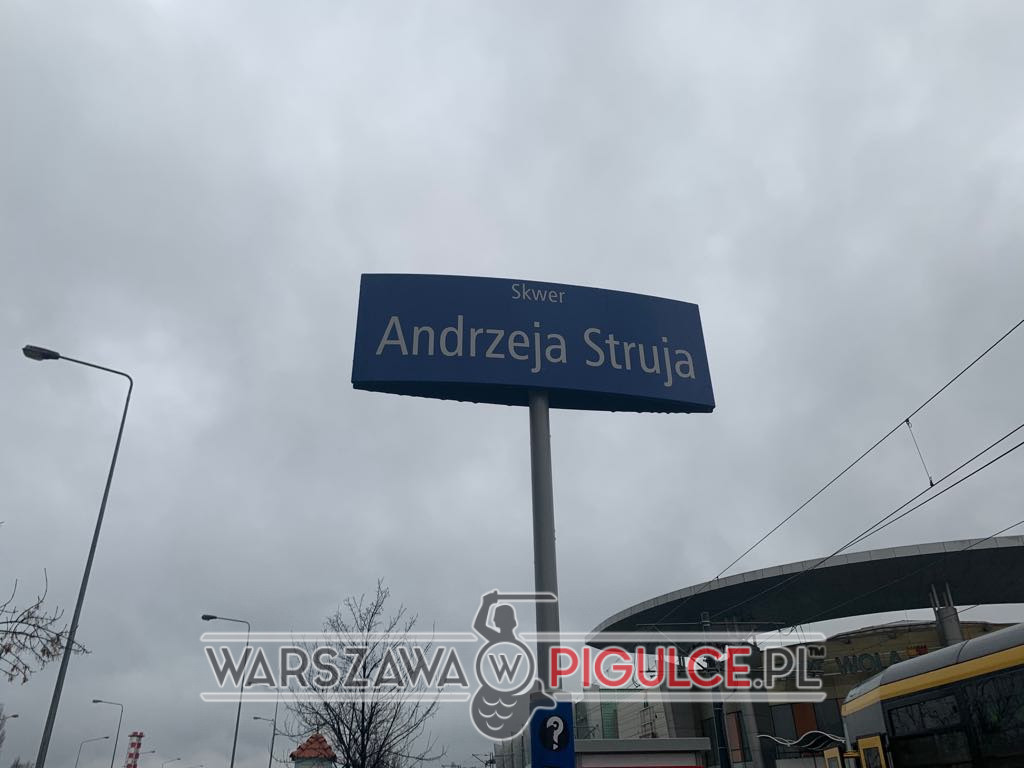 Skwer
Andrzeja Struja
WARSZAWA W PIGULCE.PL
WOLA
?